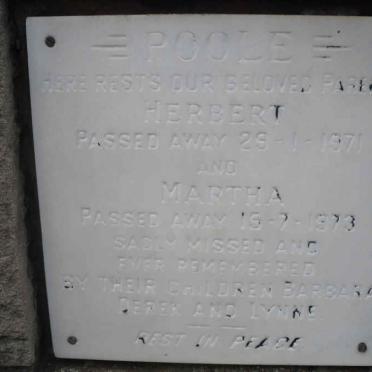 = POOLE =
HERE RESTS OUR BELOVED PARE
HERBERT
PASSED AWAY 29-1-1971
AND
MARTHA
PASSED AWAY 19-7-1973
SADLY MISSED AND
EVER REMEMBERED
BY THEIR CHILDREN BARBARA
DEREK AND LYNNE
REST IN PEACE